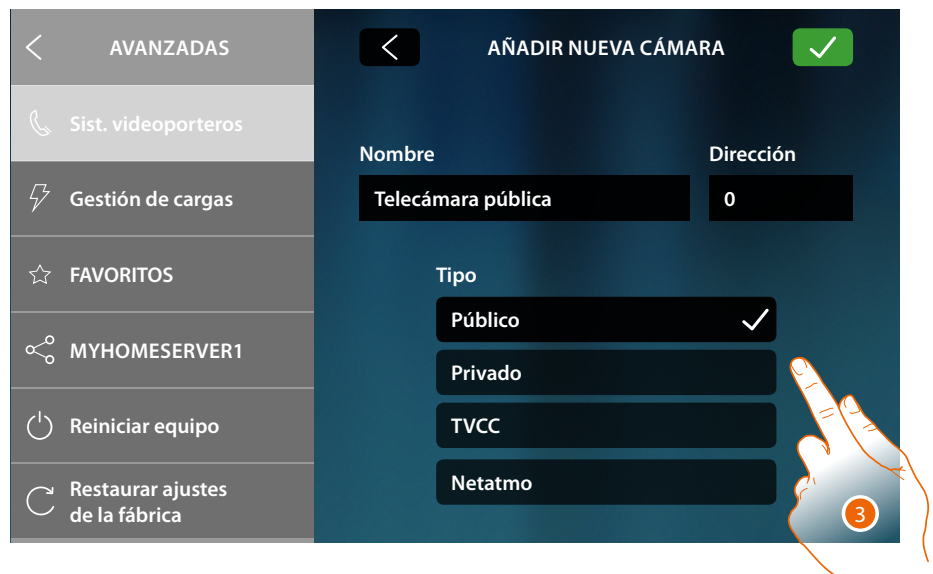 AVANZADAS
Sist. videoporteros
Gestión de cargas
FAVORITOS
MYHOMESERVER1
Reiniciar equipo
Restaurar ajustes
de la fábrica
AÑADIR NUEVA CÁMARA
Nombre
Dirección
Telecámara pública
0
Tipo
Público
Privado
TVCC
Netatmo
3